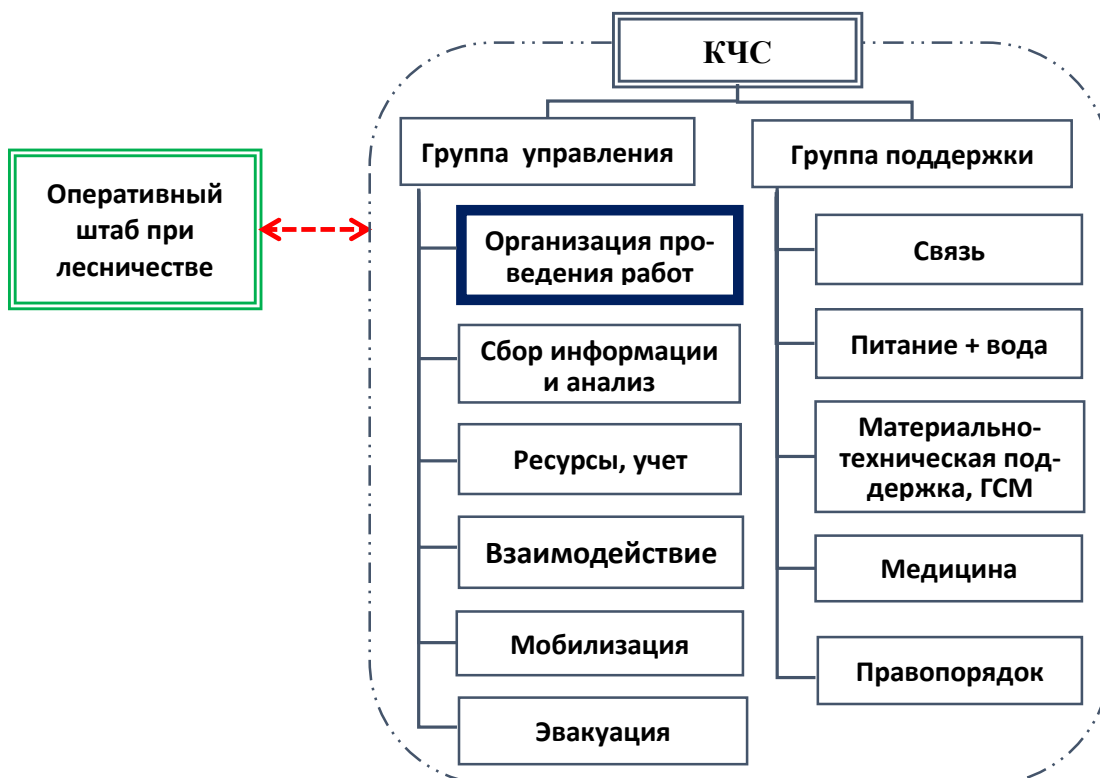 КЧС
Группа управления
Группа поддержки
Оперативный
штаб при
лесничестве
Организация про-
ведения работ
Сбор информации
и анализ
Ресурсы, учет
Взаимодействие
Мобилизация
Эвакуация
Связь
Питание + вода
Материально-
техническая под-
держка, ГСМ
Медицина
Правопорядок